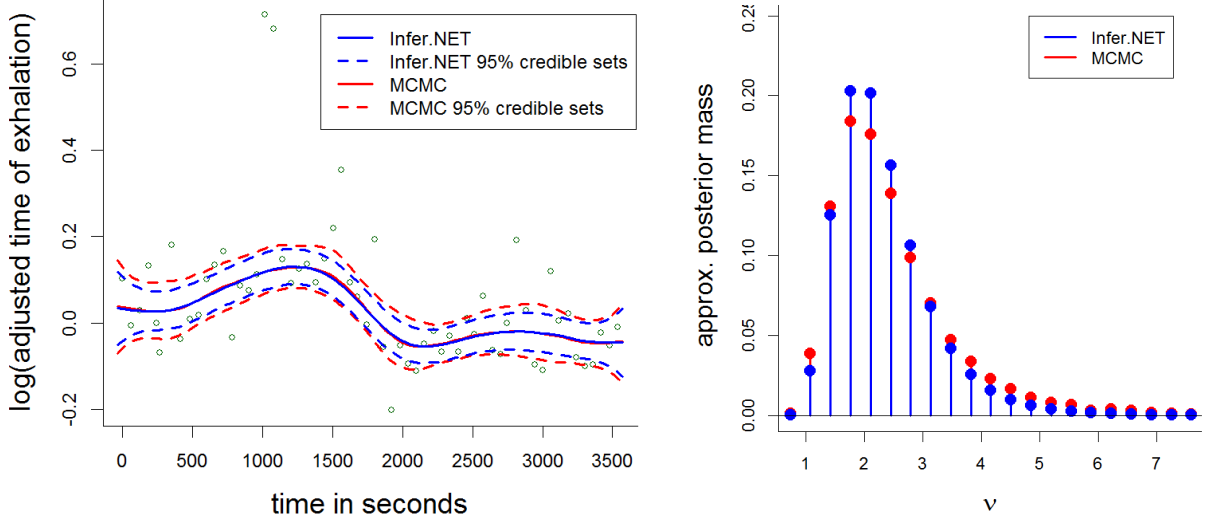 log(adjusted time of exhalation)
0.6
0.4
0.2
0.0
-0.2
Infer.NET
Infer.NET 95% credible sets
MCMC
MCMC 95% credible sets
0 500 1000 1500 2000 2500 3000 3500
time in seconds
approx. posterior mass
0.25
0.20
0.15
0.10
0.05
0.00
Infer.NET
MCMC
1 2 3 4 5 6 7
ν